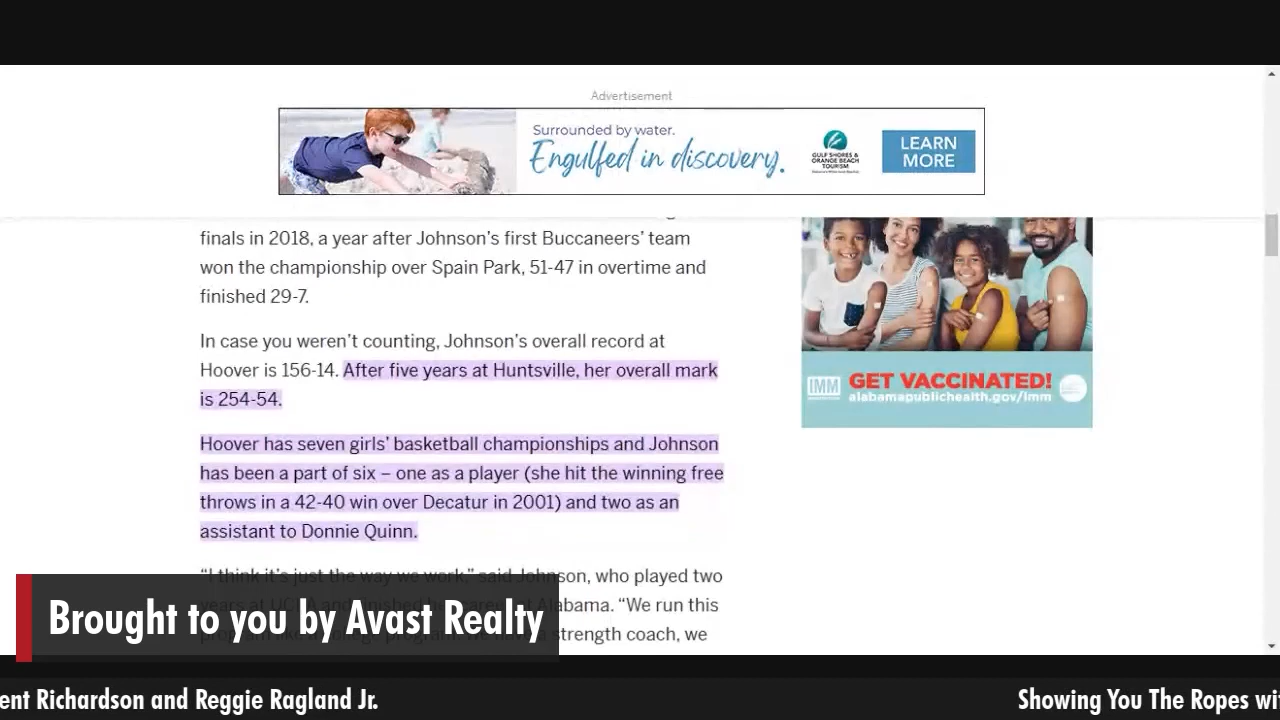 Advertisement
Surrounded by water.
Engulfed in discovery.
GULF SHORES &
ORANGE BEACH
TOURISM
LEARN
MORE
finals in 2018, a year after Johnson's first Buccaneers' team
won the championship over Spain Park, 51-47 in overtime and
finished 29-7.
In case you weren't counting, Johnson's overall record at
Hoover is 156-14. After five years at Huntsville, her overall mark
is 254-54.
Hoover has seven girls' basketball championships and Johnson
has been a part of six – one as a player (she hit the winning free
throws in a 42-40 win over Decatur in 2001) and two as an
assistant to Donnie Quinn.
“I think it's just the way we work,” said Johnson, who played two
Alabama. “We run this
strength coach, we
IMM
GET VACCINATED!
alabamapublichealth.gov/imm
Brought to you by Avast Realty
ent Richardson and Reggie Ragland Jr.
Showing You The Ropes wi